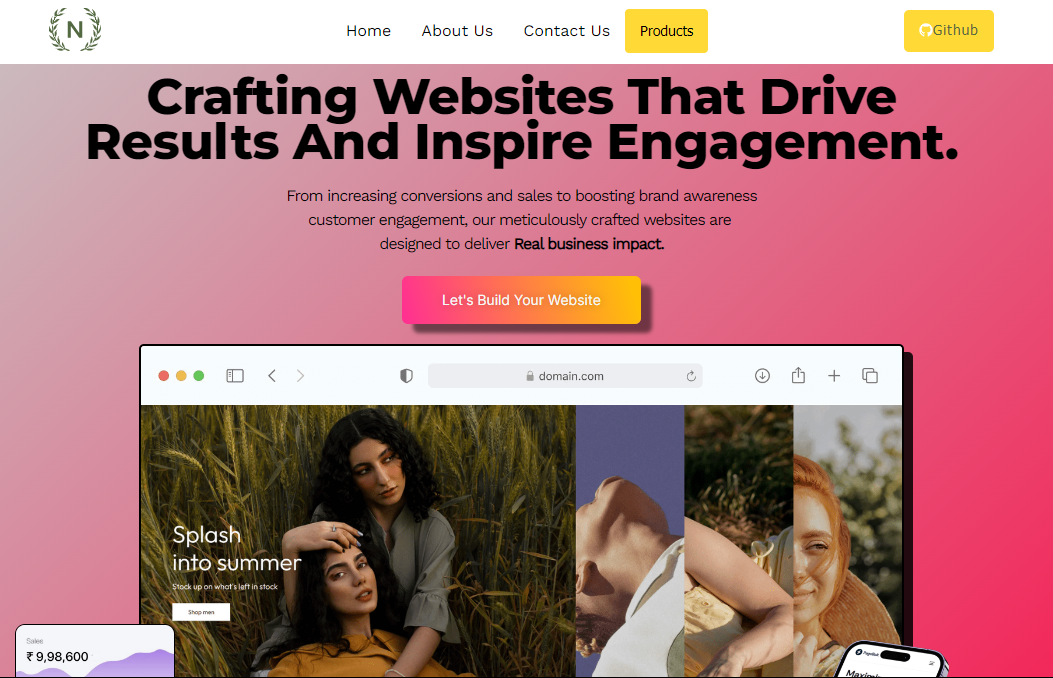 N
Home About Us Contact Us Products Github
Crafting Websites That Drive
Results And Inspire Engagement.
From increasing conversions and sales to boosting brand awareness
customer engagement, our meticulously crafted websites are
designed to deliver Real business impact.
Let's Build Your Website
domain.com
Splash
into summer
Stock up on what's left in stock
Shop men
Sales
₹ 9,98,600